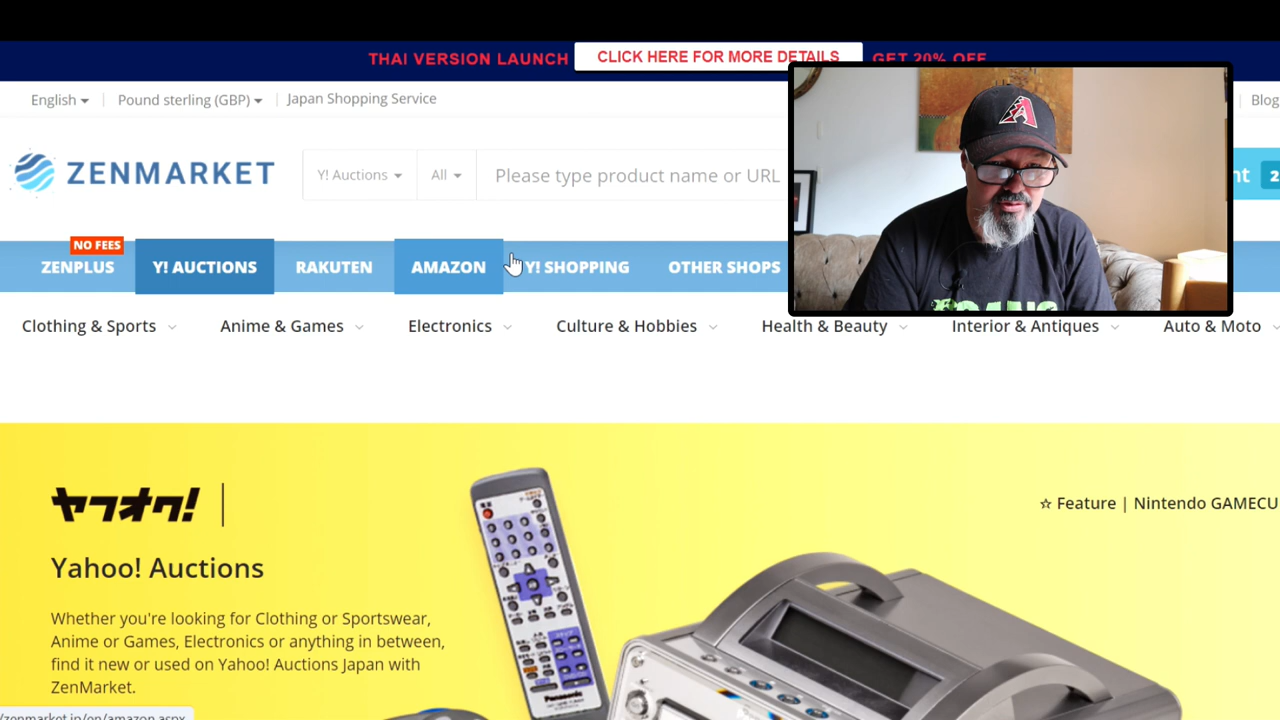 THAI VERSION LAUNCH CLICK HERE FOR MORE DETAILS GET 20% OFF
English Pound sterling (GBP) Japan Shopping Service Blog
ZENMARKET Y! Auctions All Please type product name or URL
NO FEES
ZENPLUS Y! AUCTIONS RAKUTEN AMAZON Y! SHOPPING OTHER SHOPS
Clothing & Sports Anime & Games Electronics Culture & Hobbies Health & Beauty Interior & Antiques Auto & Moto
ヤフオク!
☆ Feature | Nintendo GAMECU
Yahoo! Auctions
Whether you're looking for Clothing or Sportswear,
Anime or Games, Electronics or anything in between,
find it new or used on Yahoo! Auctions Japan with
ZenMarket.
Panasonic
/zenmarket.jp/en/amazon.aspx